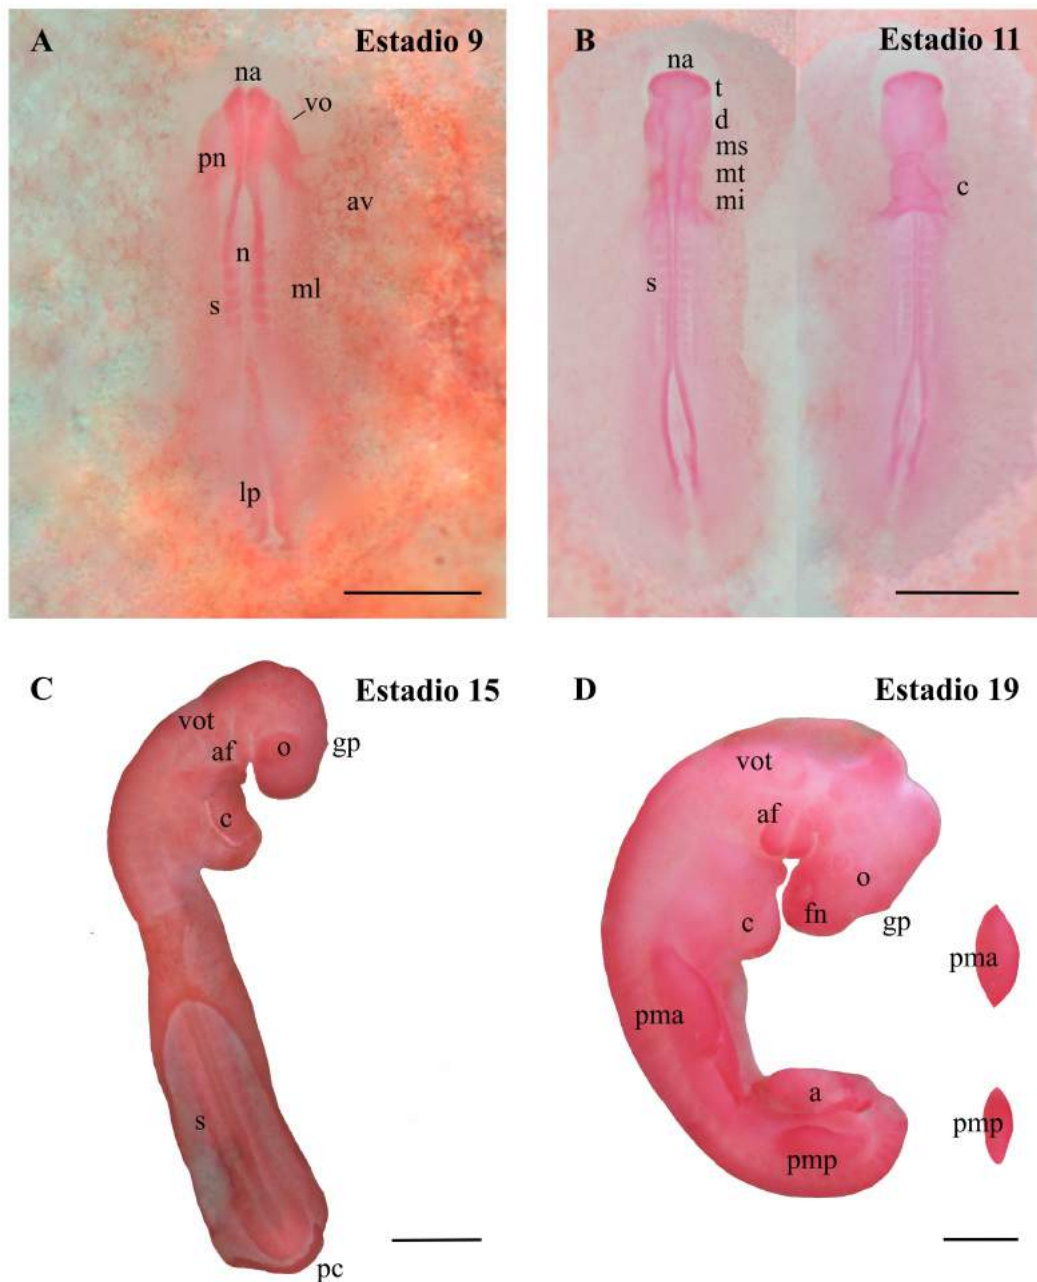 A Estadio 9
na
vo
pn
av
n
s ml
lp
B Estadio 11
na
t
d
ms
mt
mi
c
s
C Estadio 15
vot
af o gp
c
s
pc
D Estadio 19
vot
af
o
fn
c gp
pma
pma
a
pmp
pmp